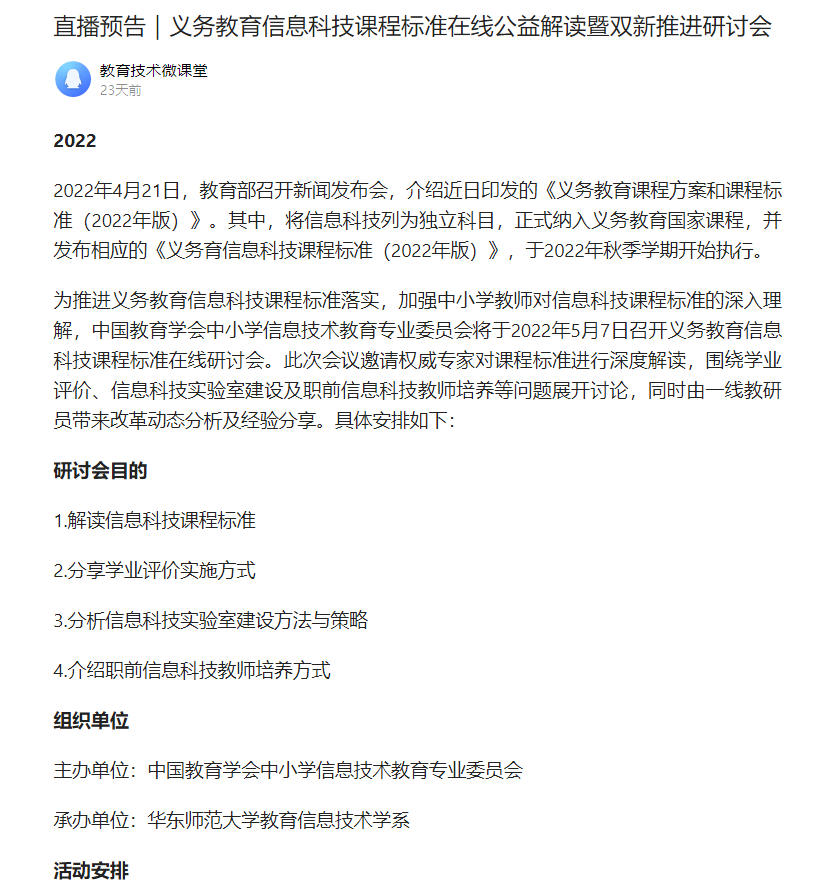 直播预告｜义务教育信息科技课程标准在线公益解读暨双新推进研讨会
教育技术微课堂
23天前
2022
2022年4月21日，教育部召开新闻发布会，介绍近日印发的《义务教育课程方案和课程标
准（2022年版）》。其中，将信息科技列为独立科目，正式纳入义务教育国家课程，并
发布相应的《义务育信息科技课程标准（2022年版）》，于2022年秋季学期开始执行。
为推进义务教育信息科技课程标准落实，加强中小学教师对信息科技课程标准的深入理
解，中国教育学会中小学信息技术教育专业委员会将于2022年5月7日召开义务教育信息
科技课程标准在线研讨会。此次会议邀请权威专家对课程标准进行深度解读，围绕学业
评价、信息科技实验室建设及职前信息科技教师培养等问题展开讨论，同时由一线教研
员带来改革动态分析及经验分享。具体安排如下：
研讨会目的
1.解读信息科技课程标准
2.分享学业评价实施方式
3.分析信息科技实验室建设方法与策略
4.介绍职前信息科技教师培养方式
组织单位
主办单位：中国教育学会中小学信息技术教育专业委员会
承办单位：华东师范大学教育信息技术学系
活动安排